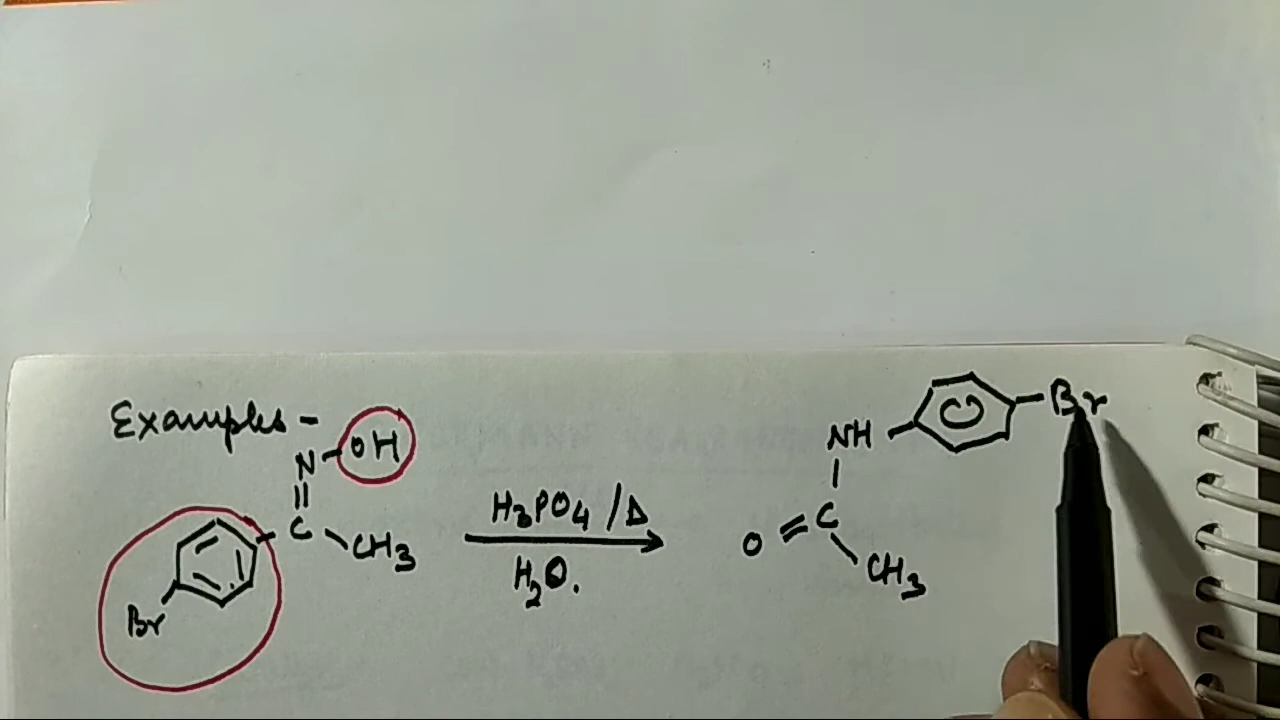 Examples -
N-OH
||
C
CH3
Br
H3PO4/Δ
H2O.
NH
Br
O=C
CH3